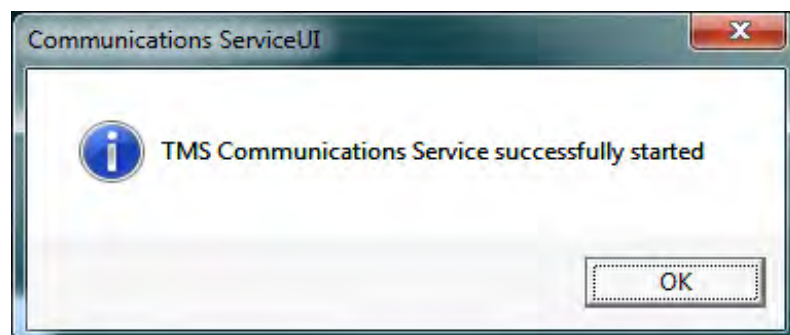 Communications ServiceUI
TMS Communications Service successfully started
OK